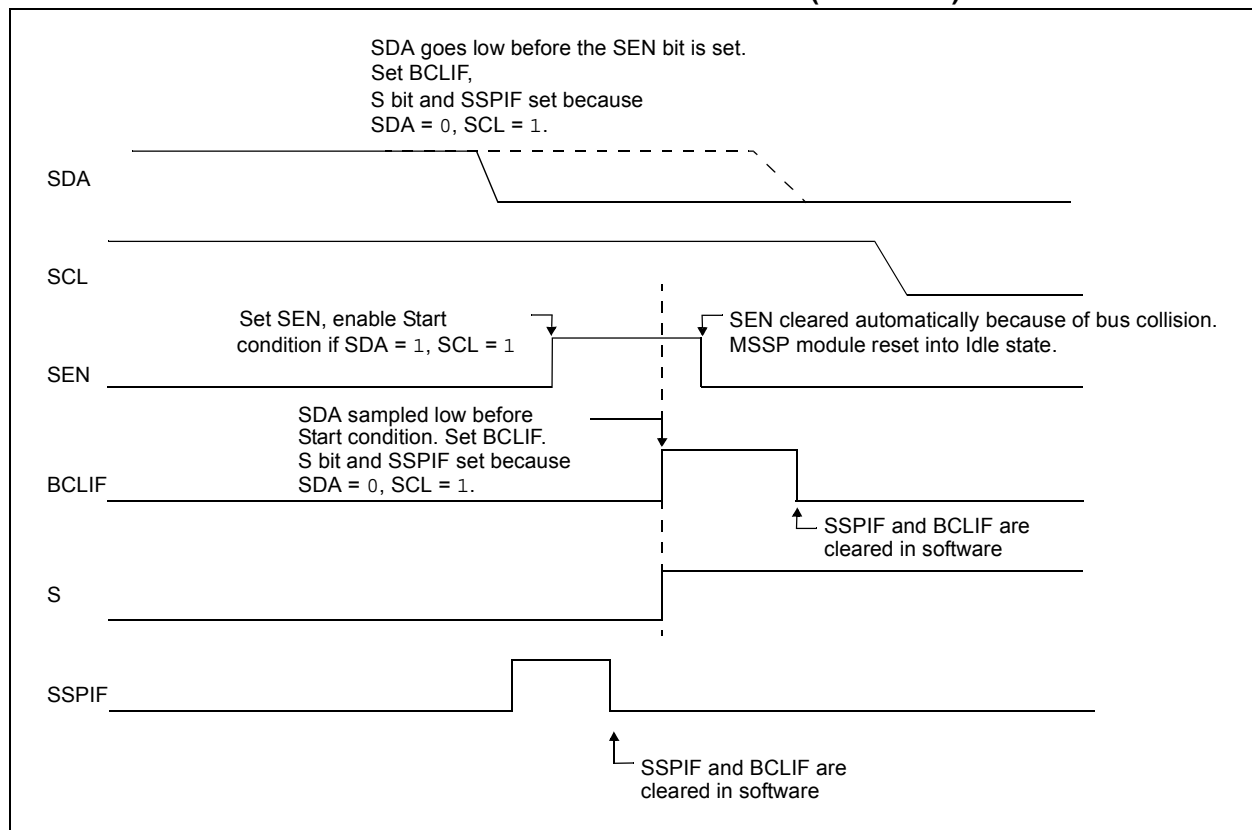 SDA goes low before the SEN bit is set.
Set BCLIF,
S bit and SSPIF set because
SDA = 0, SCL = 1.
SDA
SCL
Set SEN, enable Start
condition if SDA = 1, SCL = 1
SEN cleared automatically because of bus collision.
MSSP module reset into Idle state.
SEN
SDA sampled low before
Start condition. Set BCLIF.
S bit and SSPIF set because
SDA = 0, SCL = 1.
BCLIF
SSPIF and BCLIF are
cleared in software
S
SSPIF
SSPIF and BCLIF are
cleared in software